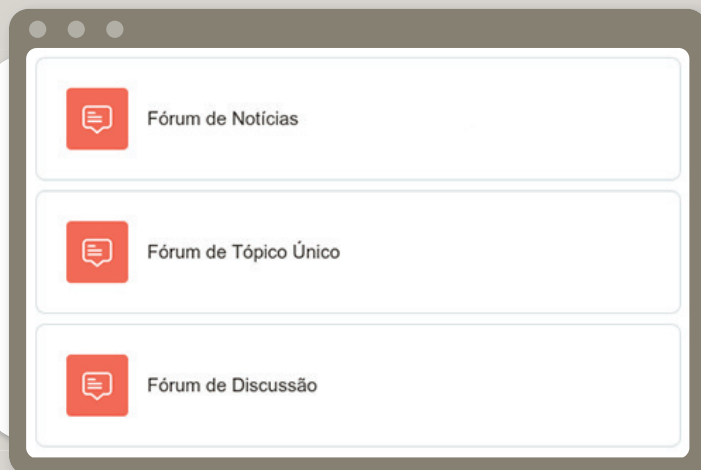 Fórum de Notícias
Fórum de Tópico Único
Fórum de Discussão